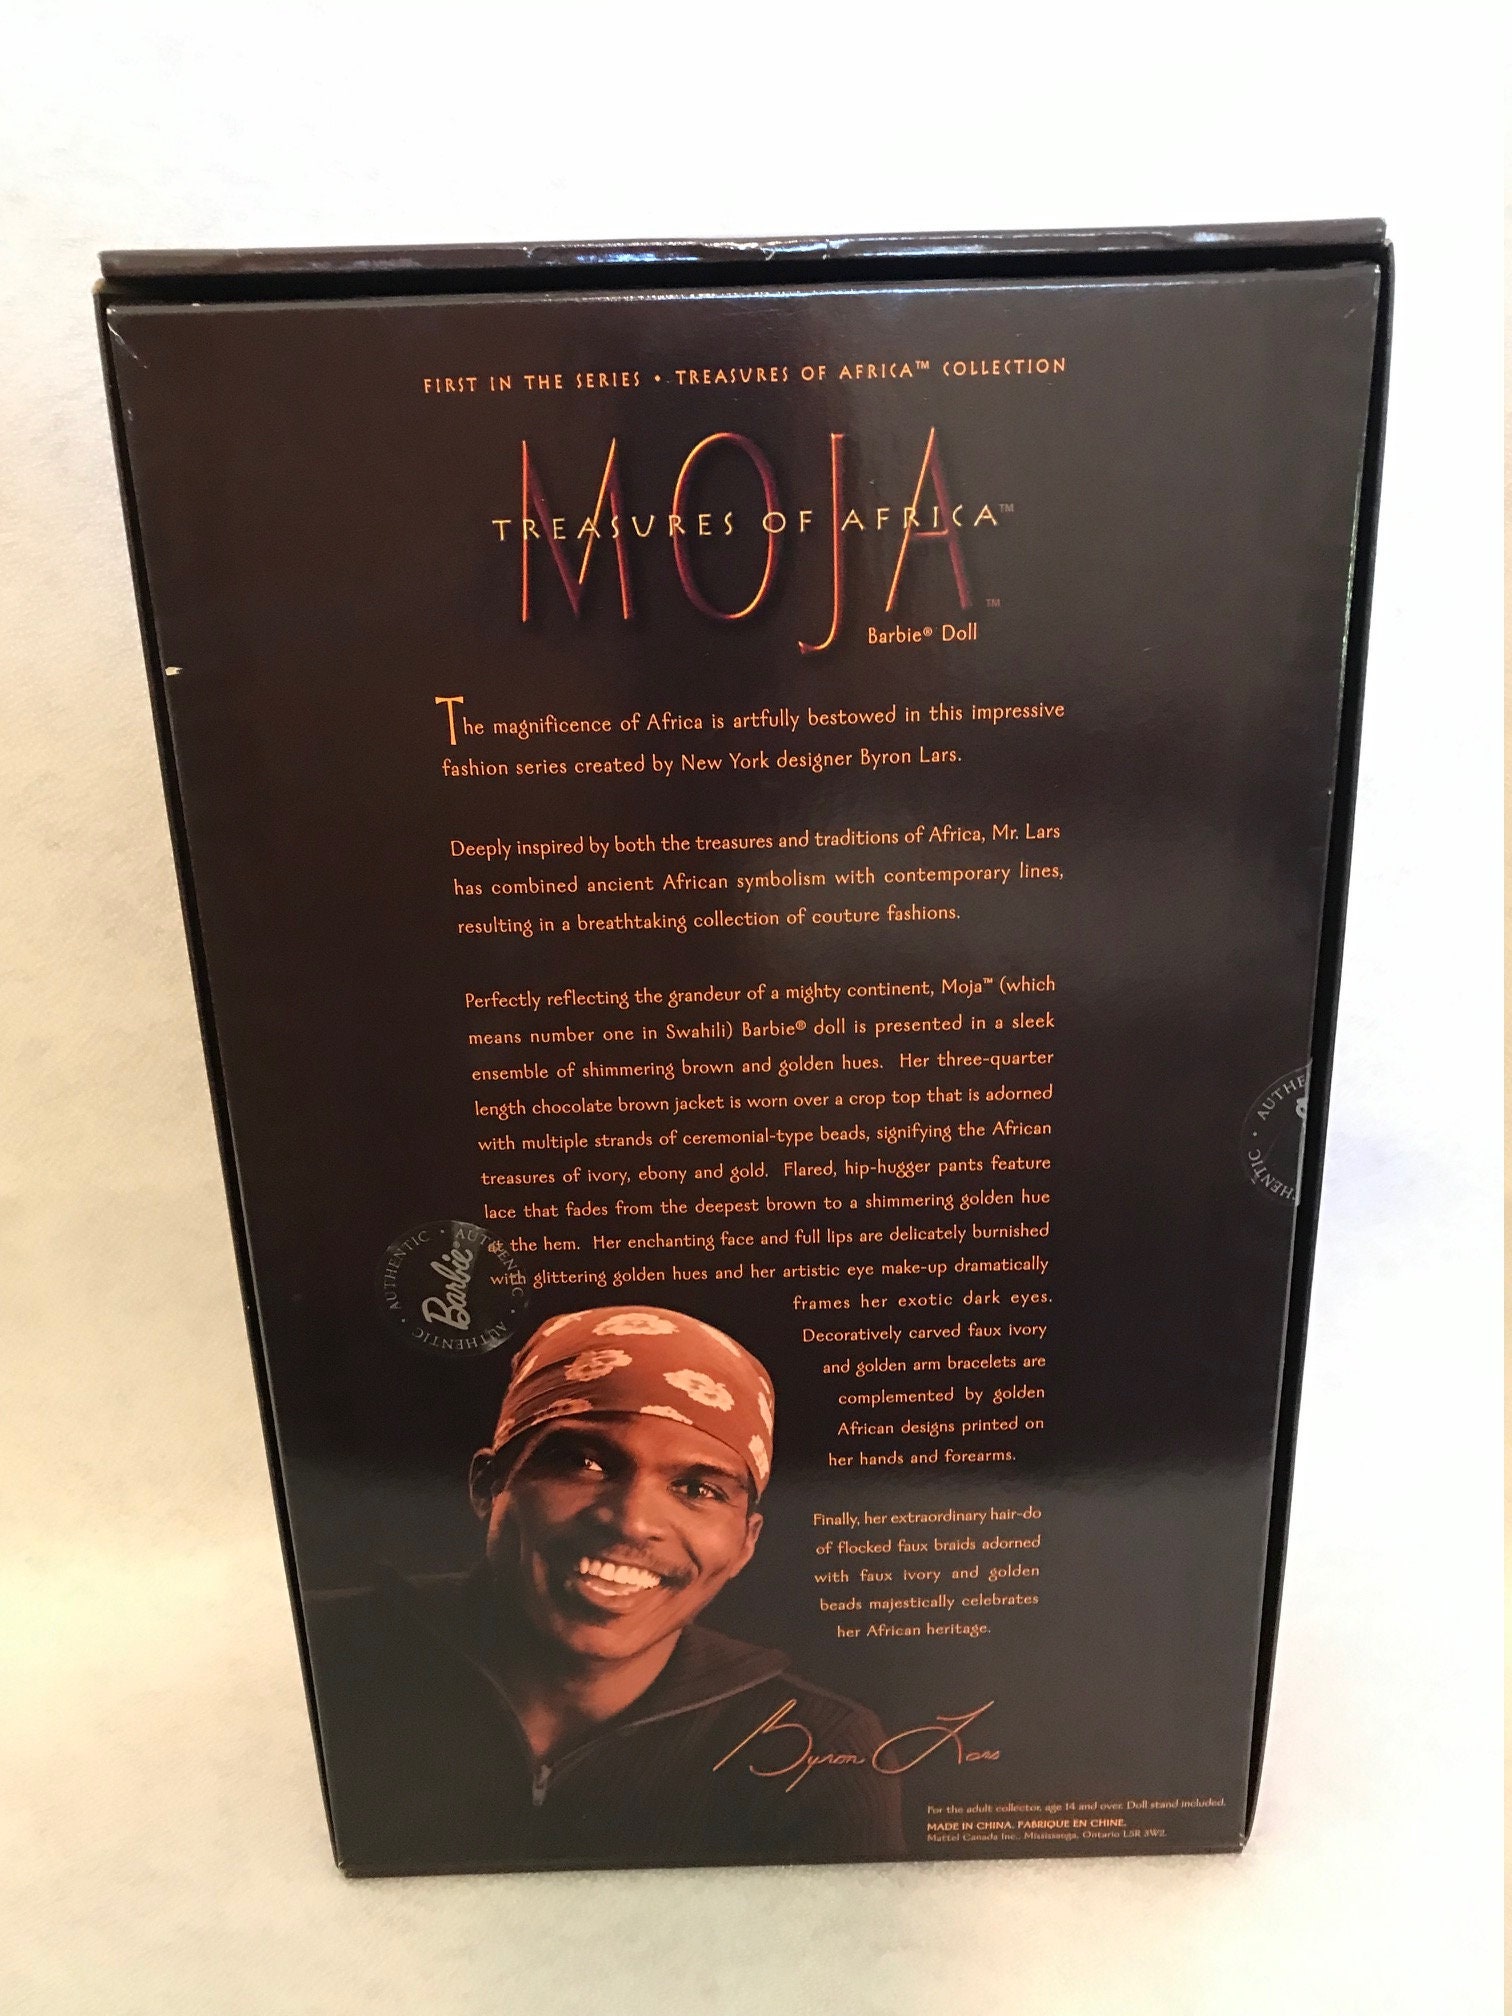 FIRST IN THE SERIES • TREASURES OF AFRICA™ COLLECTION
MOJA™
TREASURES OF AFRICA™
Barbie® Doll
The magnificence of Africa is artfully bestowed in this impressive
fashion series created by New York designer Byron Lars.
Deeply inspired by both the treasures and traditions of Africa, Mr. Lars
has combined ancient African symbolism with contemporary lines,
resulting in a breathtaking collection of couture fashions.
Perfectly reflecting the grandeur of a mighty continent, Moja™ (which
means number one in Swahili) Barbie® doll is presented in a sleek
ensemble of shimmering brown and golden hues. Her three-quarter
length chocolate brown jacket is worn over a crop top that is adorned
with multiple strands of ceremonial-type beads, signifying the African
treasures of ivory, ebony and gold. Flared, hip-hugger pants feature
lace that fades from the deepest brown to a shimmering golden hue
at the hem. Her enchanting face and full lips are delicately burnished
with glittering golden hues and her artistic eye make-up dramatically
frames her exotic dark eyes.
Decoratively carved faux ivory
and golden arm bracelets are
complemented by golden
African designs printed on
her hands and forearms.
Finally, her extraordinary hair-do
of flocked faux braids adorned
with faux ivory and golden
beads majestically celebrates
her African heritage.
Byron Lars
For the adult collector, age 14 and over. Doll stand included.
MADE IN CHINA. FABRIQUE EN CHINE.
Mattel Canada Inc., Mississauga, Ontario L5R 3W2.
AUTHENTIC • AUTHENTIC • AUTHENTIC •
Barbie
AUTHE
HENTIC •